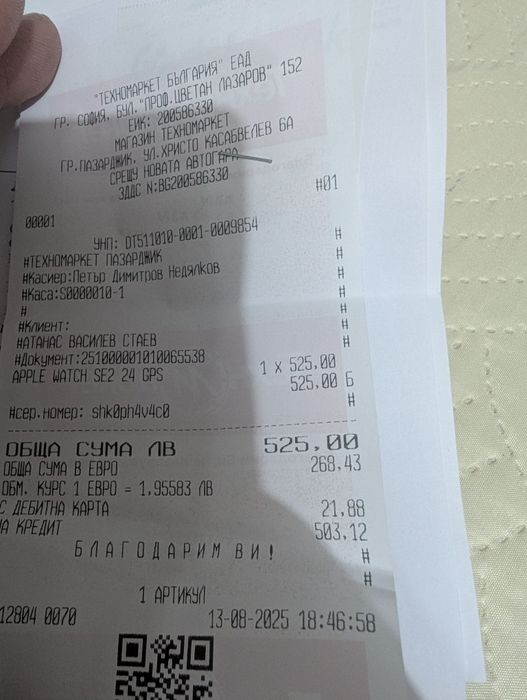 "ТЕХНОМАРКЕТ БЪЛГАРИЯ" ЕАД
ГР. СОФИЯ, БУЛ."ПРОФ.ЦВЕТАН ЛАЗАРОВ" 152
ЕИК: 200586330
МАГАЗИН ТЕХНОМАРКЕТ
ГР.ПАЗАРДЖИК, УЛ.ХРИСТО КАСАБВЕЛЕВ 6А
СРЕЩУ НОВАТА АВТОГАРА
ЗДДС N:BG200586330
00001 #01
УНП: DT511010-0001-0009854
#ТЕХНОМАРКЕТ ПАЗАРДЖИК #
#Касиер:Петър Димитров Недялков #
#Каса:S0000010-1 #
# #
#Клиент: #
#АТАНАС ВАСИЛЕВ СТАЕВ #
#Документ:251000001010065538 #
1 x 525,00
APPLE WATCH SE2 24 GPS 525,00 Б
#сер.номер: shk0ph4v4c0 #
ОБЩА СУМА ЛВ 525,00
ОБЩА СУМА В ЕВРО 268,43
ОБМ. КУРС 1 ЕВРО = 1,95583 ЛВ
С ДЕБИТНА КАРТА 21,88
НА КРЕДИТ 503,12
БЛАГОДАРИМ ВИ! #
#
1 АРТИКУЛ
12804 0070 13-08-2025 18:46:58